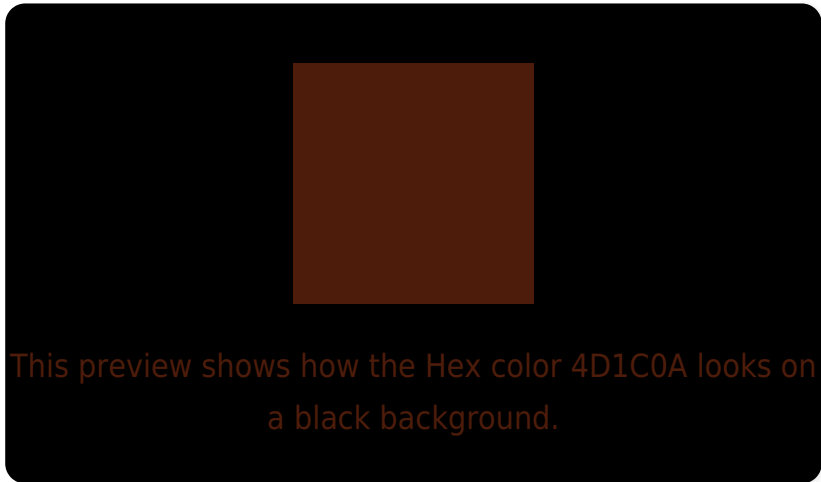 This preview shows how the Hex color 4D1C0A looks on
a black background.